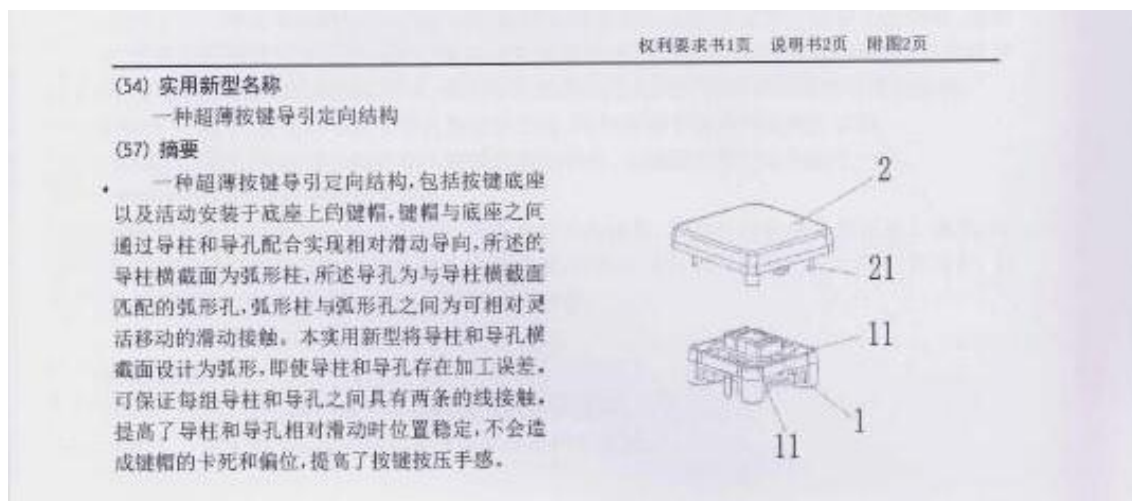 权利要求书1页 说明书2页 附图2页
(54) 实用新型名称
一种超薄按键导引定向结构
(57) 摘要
一种超薄按键导引定向结构,包括按键底座
以及活动安装于底座上的键帽,键帽与底座之间
通过导柱和导孔配合实现相对滑动导向,所述的
导柱横截面为弧形柱,所述导孔为与导柱横截面
匹配的弧形孔,弧形柱与弧形孔之间为可相对灵
活移动的滑动接触。本实用新型将导柱和导孔横
截面设计为弧形,即使导柱和导孔存在加工误差,
可保证每组导柱和导孔之间具有两条的线接触,
提高了导柱和导孔相对滑动时位置稳定,不会造
成键帽的卡死和偏位,提高了按键按压手感。
2
21
11
1
11